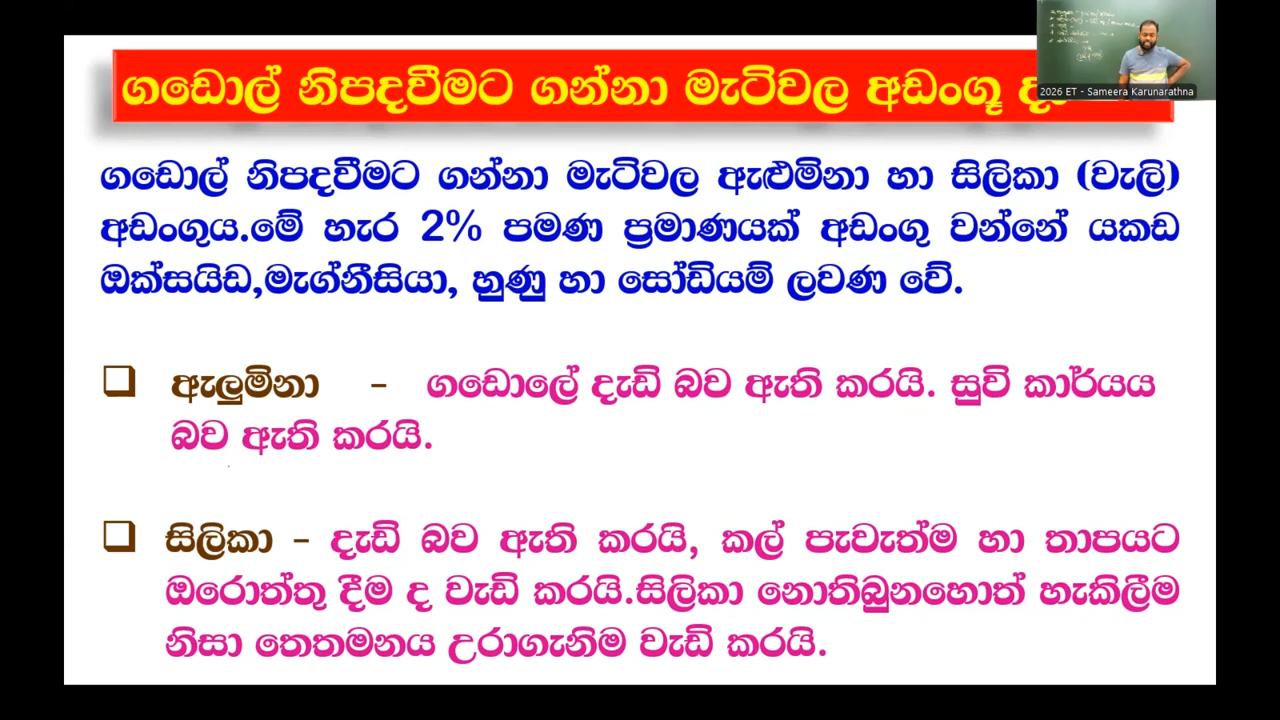 ගඩොල් නිපදවීමට ගන්නා මැටිවල අඩංගූ
2026 ET - Sameera Karunarathna
ගඩොල් නිපදවීමට ගන්නා මැටිවල ඇළුමිනා හා සිලිකා (වැලි)
අඩංගුය.මේ හැර 2% පමණ ප්‍රමාණයක් අඩංගු වන්නේ යකඩ
ඔක්සයිඩ,මැග්නීසියා, හුණු හා සෝඩියම් ලවණ වේ.
ඇලුමිනා - ගඩොලේ දැඩි බව ඇති කරයි. සුවි කාර්යය
බව ඇති කරයි.
සිලිකා - දැඩි බව ඇති කරයි, කල් පැවැත්ම හා තාපයට
ඔරොත්තු දීම ද වැඩි කරයි.සිලිකා නොතිබුනහොත් හැකිලීම
නිසා තෙතමනය උරාගැනිම වැඩි කරයි.